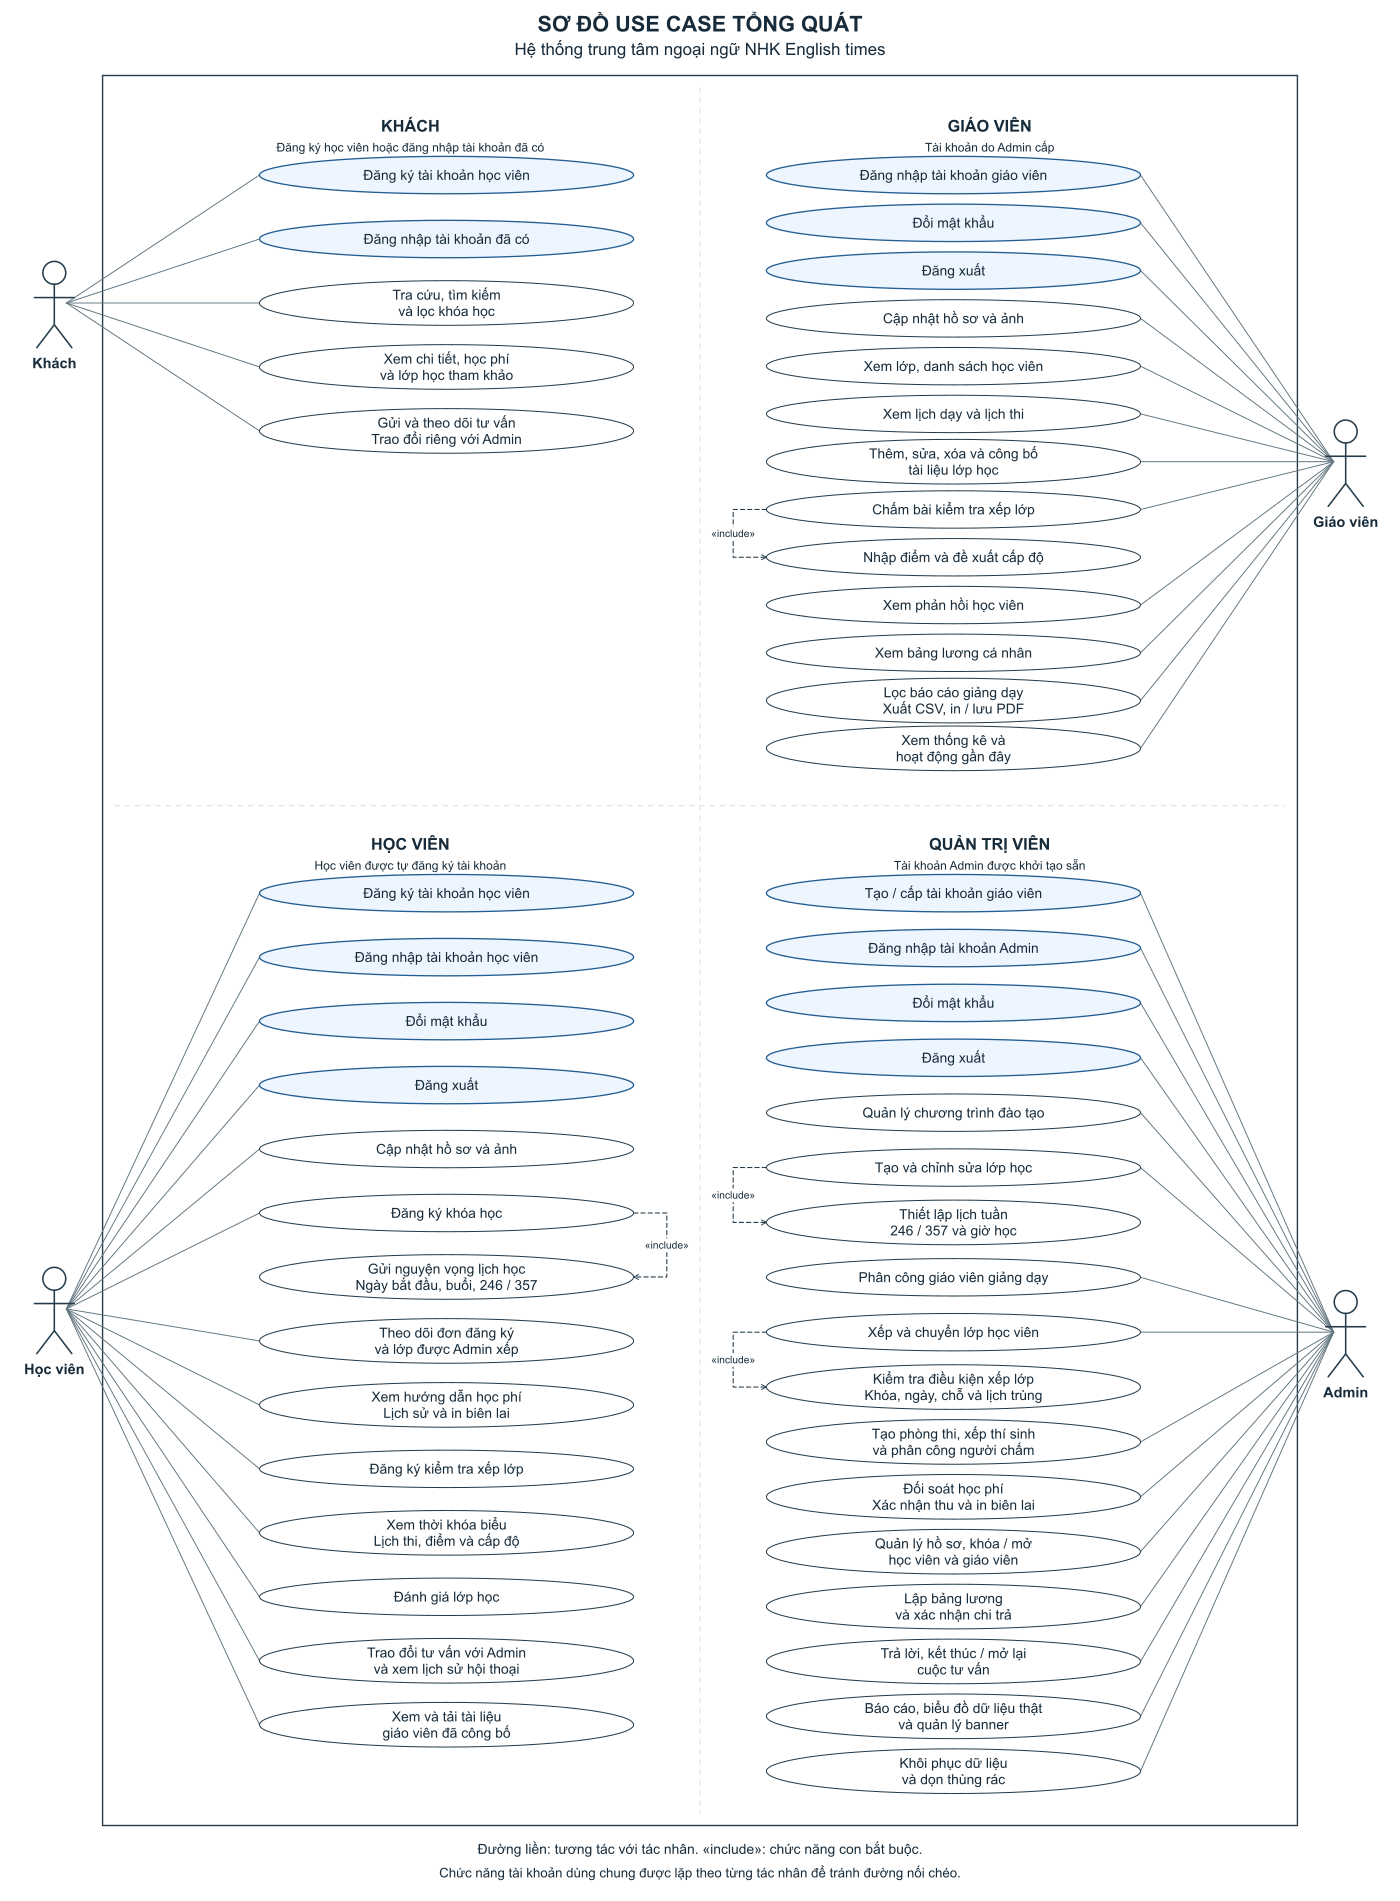 SƠ ĐỒ USE CASE TỔNG QUÁT
Hệ thống trung tâm ngoại ngữ NHK English times
KHÁCH
Đăng ký học viên hoặc đăng nhập tài khoản đã có
Đăng ký tài khoản học viên
Đăng nhập tài khoản đã có
Tra cứu, tìm kiếm
và lọc khóa học
Xem chi tiết, học phí
và lớp học tham khảo
Gửi và theo dõi tư vấn
Trao đổi riêng với Admin
Khách
GIÁO VIÊN
Tài khoản do Admin cấp
Đăng nhập tài khoản giáo viên
Đổi mật khẩu
Đăng xuất
Cập nhật hồ sơ và ảnh
Xem lớp, danh sách học viên
Xem lịch dạy và lịch thi
Thêm, sửa, xóa và công bố
tài liệu lớp học
Chấm bài kiểm tra xếp lớp
«include»
Nhập điểm và đề xuất cấp độ
Xem phản hồi học viên
Xem bảng lương cá nhân
Lọc báo cáo giảng dạy
Xuất CSV, in / lưu PDF
Xem thống kê và
hoạt động gần đây
Giáo viên
HỌC VIÊN
Học viên được tự đăng ký tài khoản
Đăng ký tài khoản học viên
Đăng nhập tài khoản học viên
Đổi mật khẩu
Đăng xuất
Cập nhật hồ sơ và ảnh
Đăng ký khóa học
«include»
Gửi nguyện vọng lịch học
Ngày bắt đầu, buổi, 246 / 357
Theo dõi đơn đăng ký
và lớp được Admin xếp
Xem hướng dẫn học phí
Lịch sử và in biên lai
Đăng ký kiểm tra xếp lớp
Xem thời khóa biểu
Lịch thi, điểm và cấp độ
Đánh giá lớp học
Trao đổi tư vấn với Admin
và xem lịch sử hội thoại
Xem và tải tài liệu
giáo viên đã công bố
Học viên
QUẢN TRỊ VIÊN
Tài khoản Admin được khởi tạo sẵn
Tạo / cấp tài khoản giáo viên
Đăng nhập tài khoản Admin
Đổi mật khẩu
Đăng xuất
Quản lý chương trình đào tạo
Tạo và chỉnh sửa lớp học
«include»
Thiết lập lịch tuần
246 / 357 và giờ học
Phân công giáo viên giảng dạy
Xếp và chuyển lớp học viên
«include»
Kiểm tra điều kiện xếp lớp
Khóa, ngày, chỗ và lịch trùng
Tạo phòng thi, xếp thí sinh
và phân công người chấm
Đối soát học phí
Xác nhận thu và in biên lai
Quản lý hồ sơ, khóa / mở
học viên và giáo viên
Lập bảng lương
và xác nhận chi trả
Trả lời, kết thúc / mở lại
cuộc tư vấn
Báo cáo, biểu đồ dữ liệu thật
và quản lý banner
Khôi phục dữ liệu
và dọn thùng rác
Admin
Đường liền: tương tác với tác nhân. «include»: chức năng con bắt buộc.
Chức năng tài khoản dùng chung được lặp theo từng tác nhân để tránh đường nối chéo.